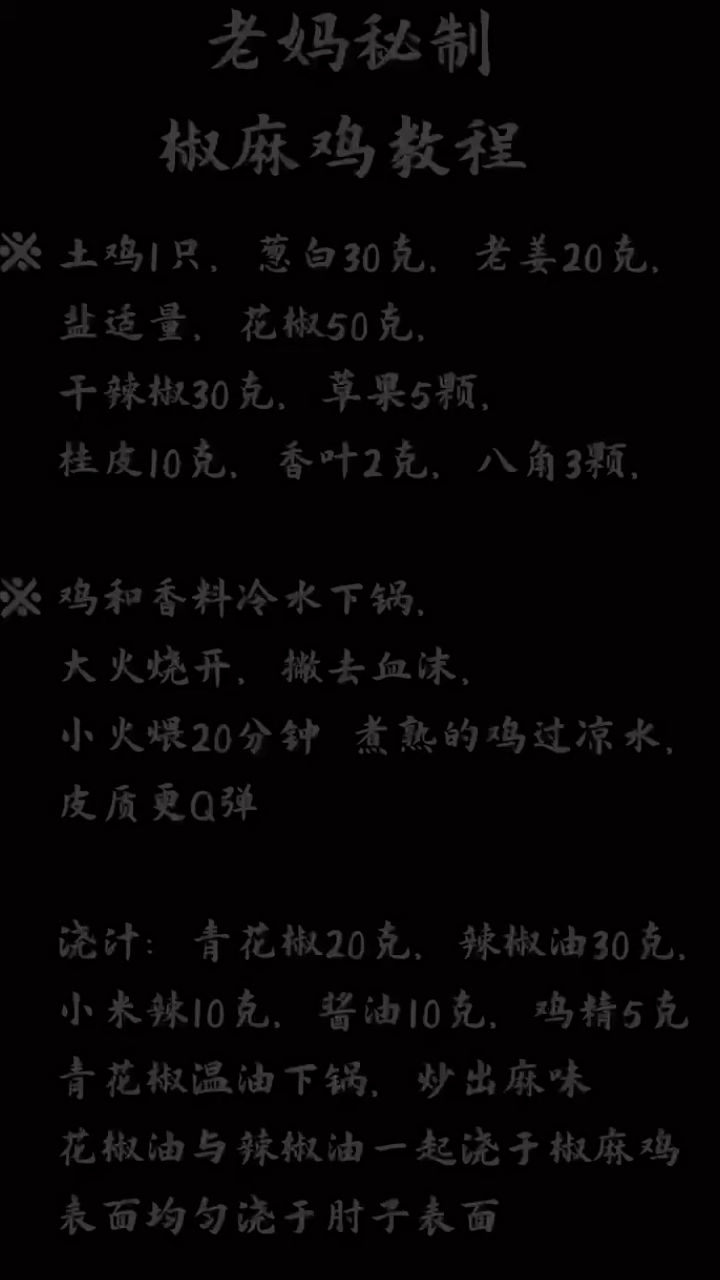 老妈秘制
椒麻鸡教程
※ 土鸡1只, 葱白30克, 老姜20克,
盐适量, 花椒50克,
干辣椒30克, 草果5颗,
桂皮10克, 香叶2克, 八角3颗,
※ 鸡和香料冷水下锅,
大火烧开, 撇去血沫,
小火煨20分钟 煮熟的鸡过凉水,
皮质更Q弹
浇汁: 青花椒20克, 辣椒油30克,
小米辣10克, 酱油10克, 鸡精5克
青花椒温油下锅, 炒出麻味
花椒油与辣椒油一起浇于椒麻鸡
表面均匀浇于肘子表面